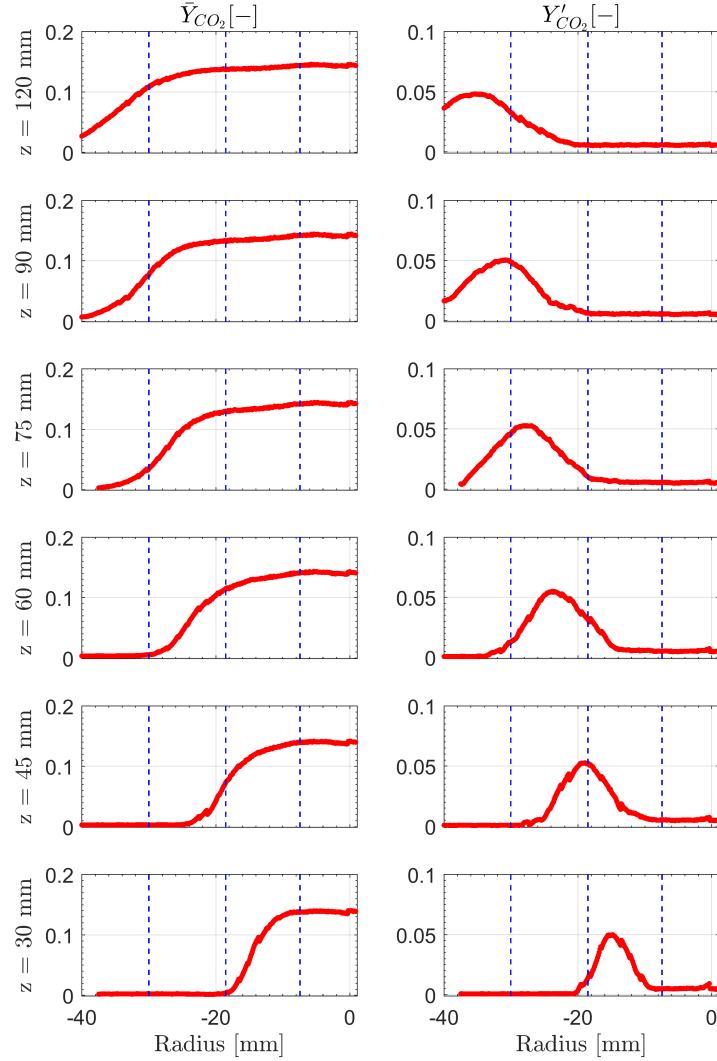 Ȳ_{CO₂}[−] Y′_{CO₂}[−]
z = 120 mm
0.2 0.1 0
0.1 0.05 0
z = 90 mm
0.2 0.1 0
0.1 0.05 0
z = 75 mm
0.2 0.1 0
0.1 0.05 0
z = 60 mm
0.2 0.1 0
0.1 0.05 0
z = 45 mm
0.2 0.1 0
0.1 0.05 0
z = 30 mm
0.2 0.1 0
0.1 0.05 0
-40 -20 0 -40 -20 0
Radius [mm] Radius [mm]